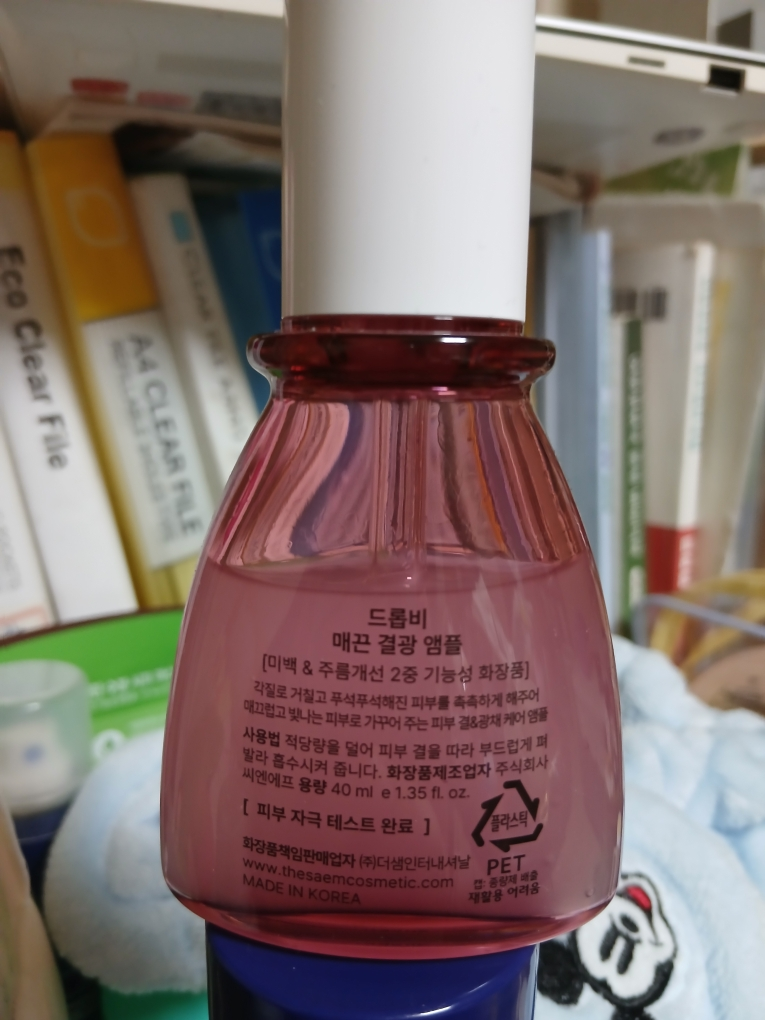 Eco Clear File
A4 CLEAR FILE
CLEAR FILE
드롭비
매끈 결광 앰플
[미백 & 주름개선 2중 기능성 화장품]
각질로 거칠고 푸석푸석해진 피부를 촉촉하게 해주어
매끄럽고 빛나는 피부로 가꾸어 주는 피부 결&광채 케어 앰플
사용법 적당량을 덜어 피부 결을 따라 부드럽게 펴
발라 흡수시켜 줍니다. 화장품제조업자 주식회사
씨엔에프 용량 40 ml e 1.35 fl. oz.
[ 피부 자극 테스트 완료 ]
플라스틱
PET
캡: 중량제 배출
재활용 어려움
화장품책임판매업자 ㈜더샘인터내셔날
www.thesaemcosmetic.com
MADE IN KOREA